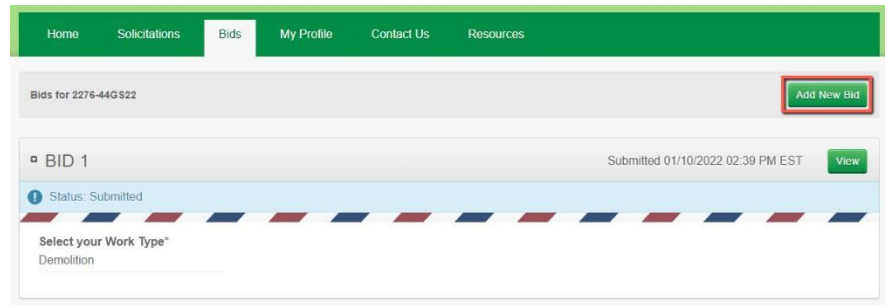 Home Solicitations Bids My Profile Contact Us Resources
Bids for 2276-44GS22 Add New Bid
BID 1 Submitted 01/10/2022 02:39 PM EST View
Status: Submitted
Select your Work Type*
Demolition